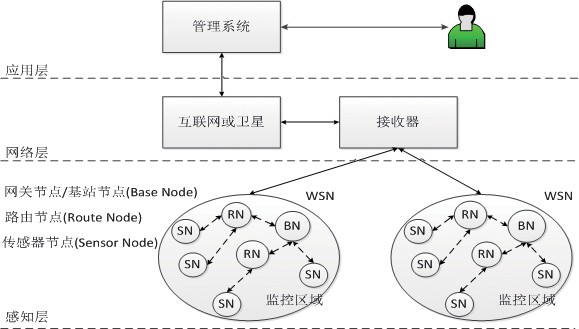 管理系统
应用层
互联网或卫星
接收器
网络层
网关节点/基站节点(Base Node)
路由节点(Route Node)
传感器节点(Sensor Node)
WSN
RN
SN
BN
SN
RN
SN
SN
监控区域
WSN
RN
SN
BN
SN
RN
SN
SN
监控区域
感知层